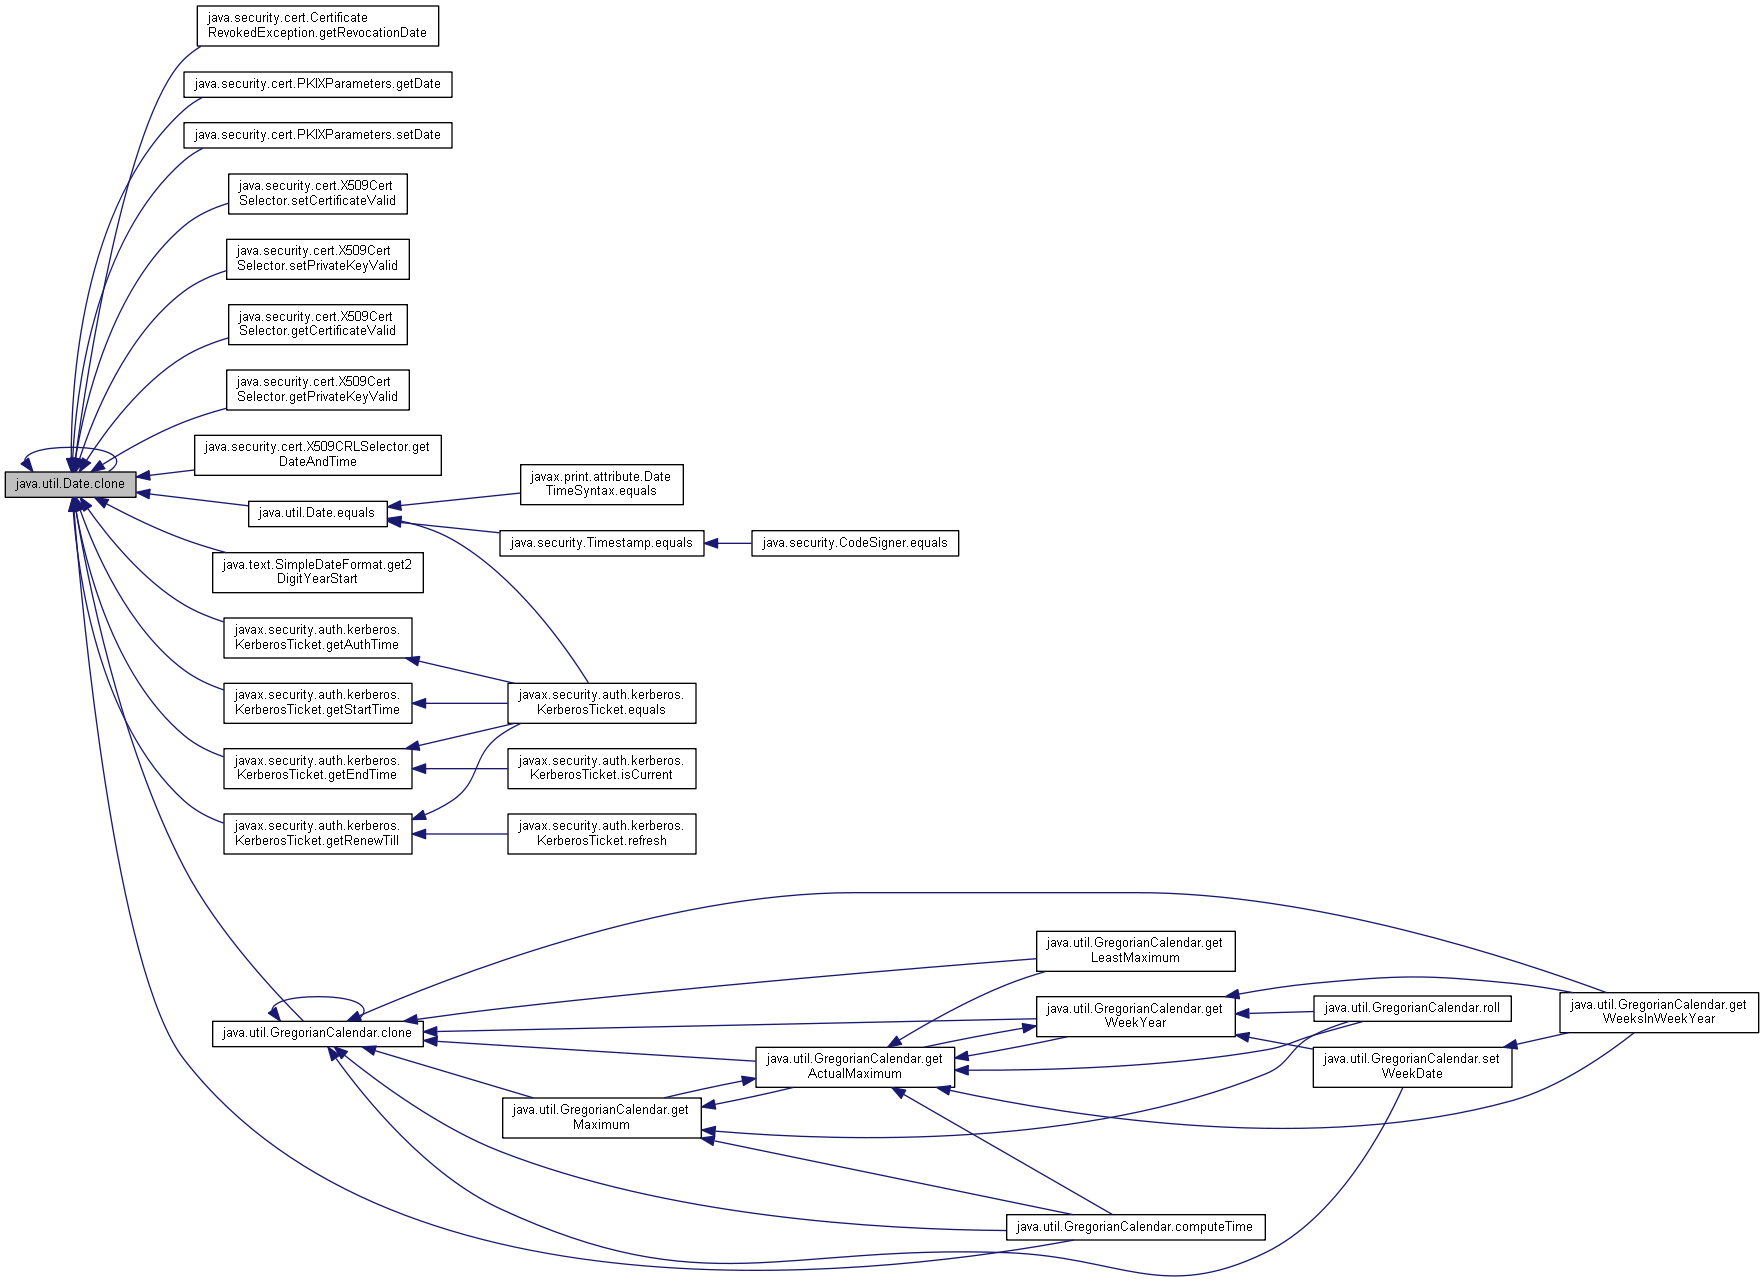 java.security.cert.Certificate
RevokedException.getRevocationDate
java.security.cert.PKIXParameters.getDate
java.security.cert.PKIXParameters.setDate
java.security.cert.X509Cert
Selector.setCertificateValid
java.security.cert.X509Cert
Selector.setPrivateKeyValid
java.security.cert.X509Cert
Selector.getCertificateValid
java.security.cert.X509Cert
Selector.getPrivateKeyValid
java.security.cert.X509CRLSelector.get
DateAndTime
java.util.Date.clone
java.util.Date.equals
javax.print.attribute.Date
TimeSyntax.equals
java.security.Timestamp.equals
java.security.CodeSigner.equals
java.text.SimpleDateFormat.get2
DigitYearStart
javax.security.auth.kerberos.
KerberosTicket.getAuthTime
javax.security.auth.kerberos.
KerberosTicket.getStartTime
javax.security.auth.kerberos.
KerberosTicket.equals
javax.security.auth.kerberos.
KerberosTicket.getEndTime
javax.security.auth.kerberos.
KerberosTicket.isCurrent
javax.security.auth.kerberos.
KerberosTicket.getRenewTill
javax.security.auth.kerberos.
KerberosTicket.refresh
java.util.GregorianCalendar.clone
java.util.GregorianCalendar.get
LeastMaximum
java.util.GregorianCalendar.get
WeekYear
java.util.GregorianCalendar.roll
java.util.GregorianCalendar.get
WeeksInWeekYear
java.util.GregorianCalendar.get
ActualMaximum
java.util.GregorianCalendar.set
WeekDate
java.util.GregorianCalendar.get
Maximum
java.util.GregorianCalendar.computeTime